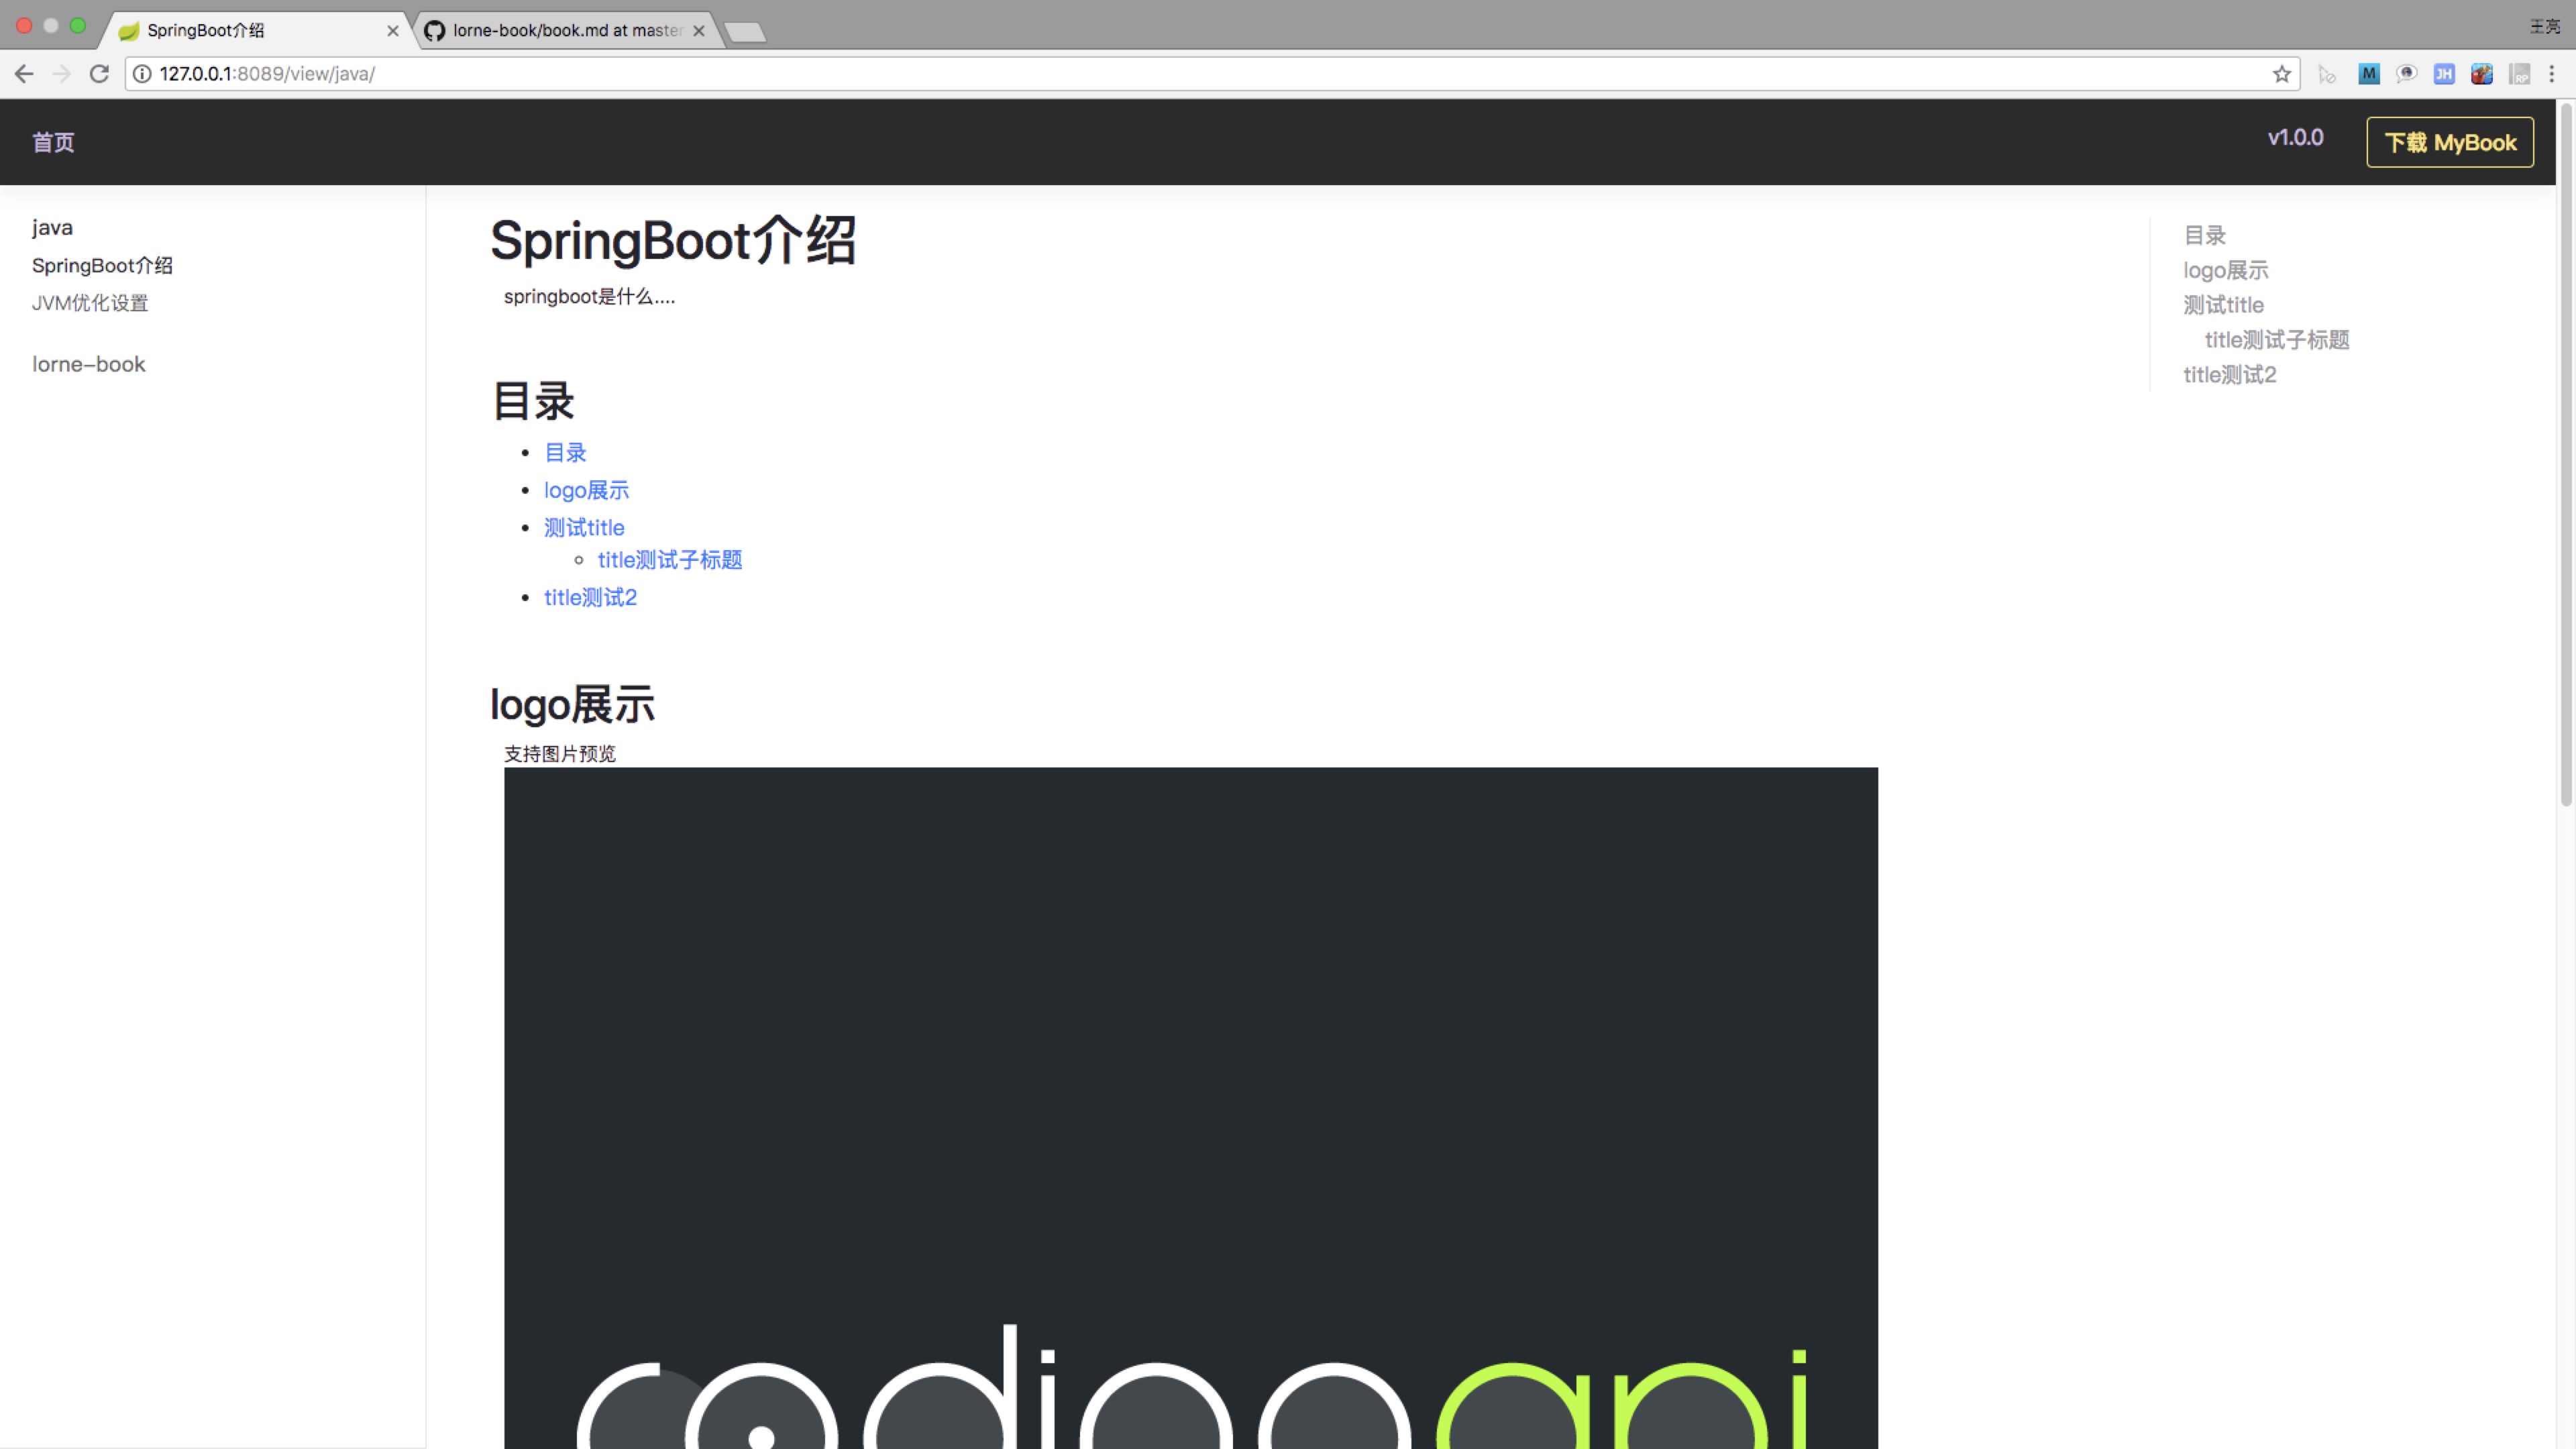 SpringBoot介绍
lorne-book/book.md at master
王亮
127.0.0.1:8089/view/java/
M
JH
RP
首页
v1.0.0
下载 MyBook
java
SpringBoot介绍
JVM优化设置
lorne-book
SpringBoot介绍
springboot是什么....
目录
目录
logo展示
测试title
title测试子标题
title测试2
logo展示
支持图片预览
目录
logo展示
测试title
title测试子标题
title测试2